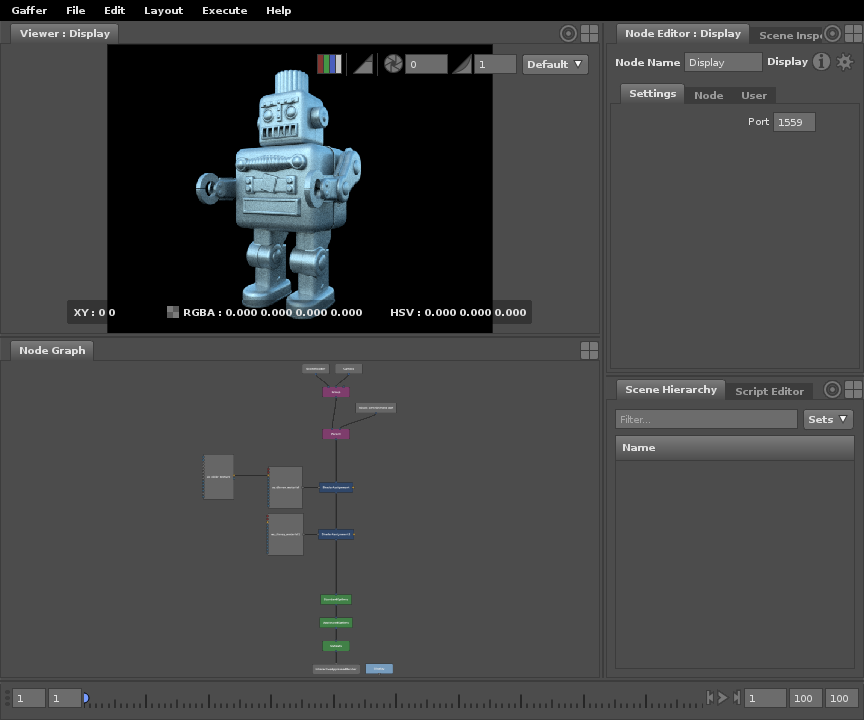 Gaffer File Edit Layout Execute Help
Viewer : Display
Node Editor : Display
Scene Inspe
0
1
Default
Node Name
Display
Display
Settings
Node
User
Port
1559
XY : 0 0
RGBA : 0.000 0.000 0.000 0.000
HSV : 0.000 0.000 0.000
Node Graph
Scene Hierarchy
Script Editor
Filter...
Sets
Name
1
1
1
100
100